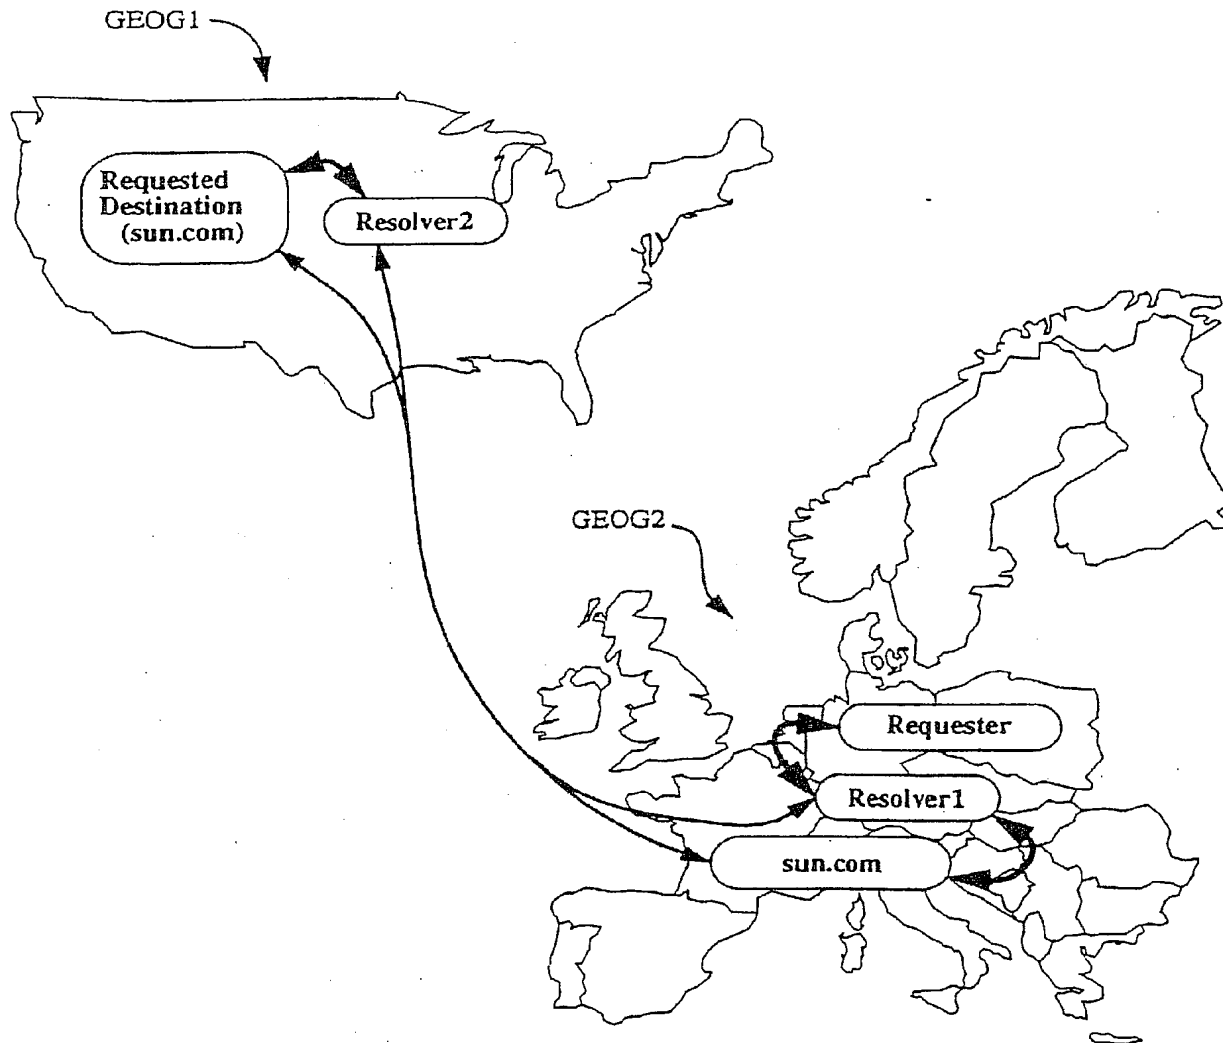 GEOG1
Requested
Destination
(sun.com)
Resolver2
GEOG2
Requester
Resolver1
sun.com